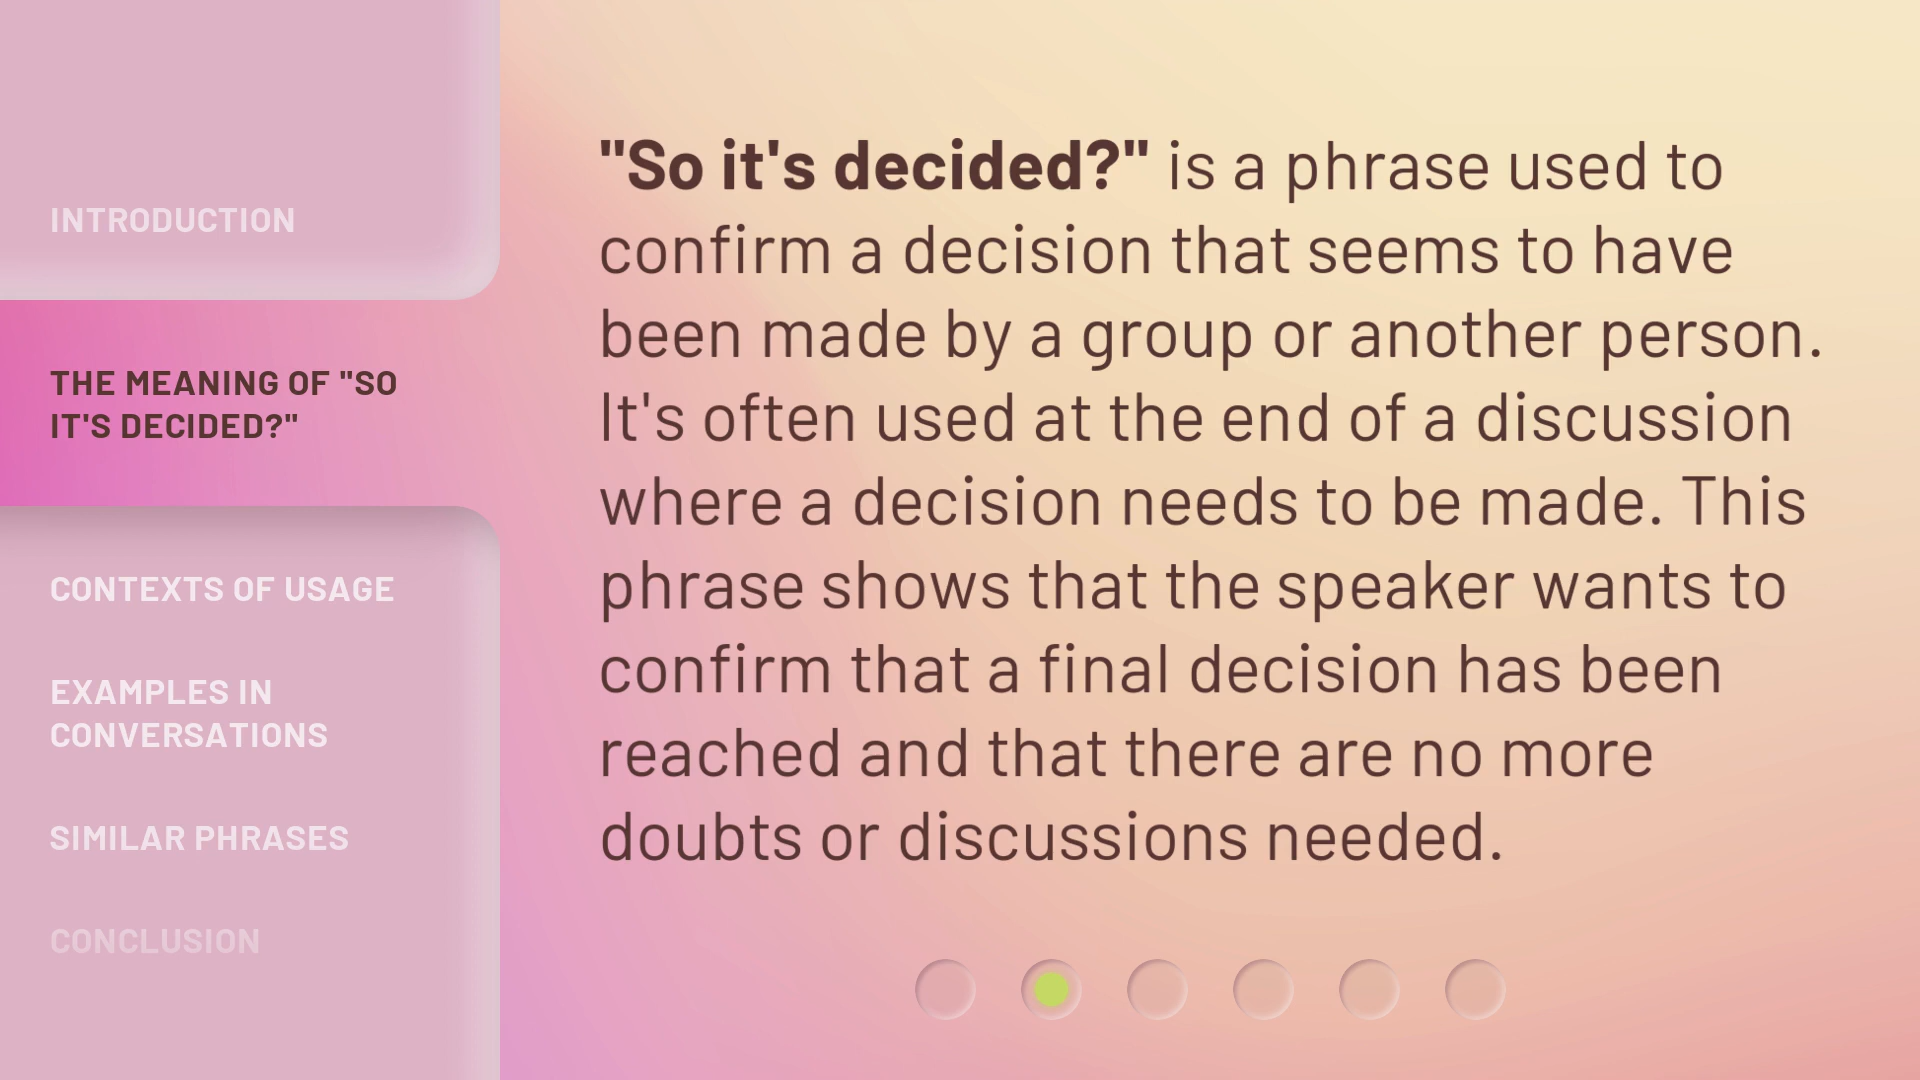 INTRODUCTION
THE MEANING OF "SO
IT'S DECIDED?"
CONTEXTS OF USAGE
EXAMPLES IN
CONVERSATIONS
SIMILAR PHRASES
CONCLUSION
"So it's decided?" is a phrase used to
confirm a decision that seems to have
been made by a group or another person.
It's often used at the end of a discussion
where a decision needs to be made. This
phrase shows that the speaker wants to
confirm that a final decision has been
reached and that there are no more
doubts or discussions needed.